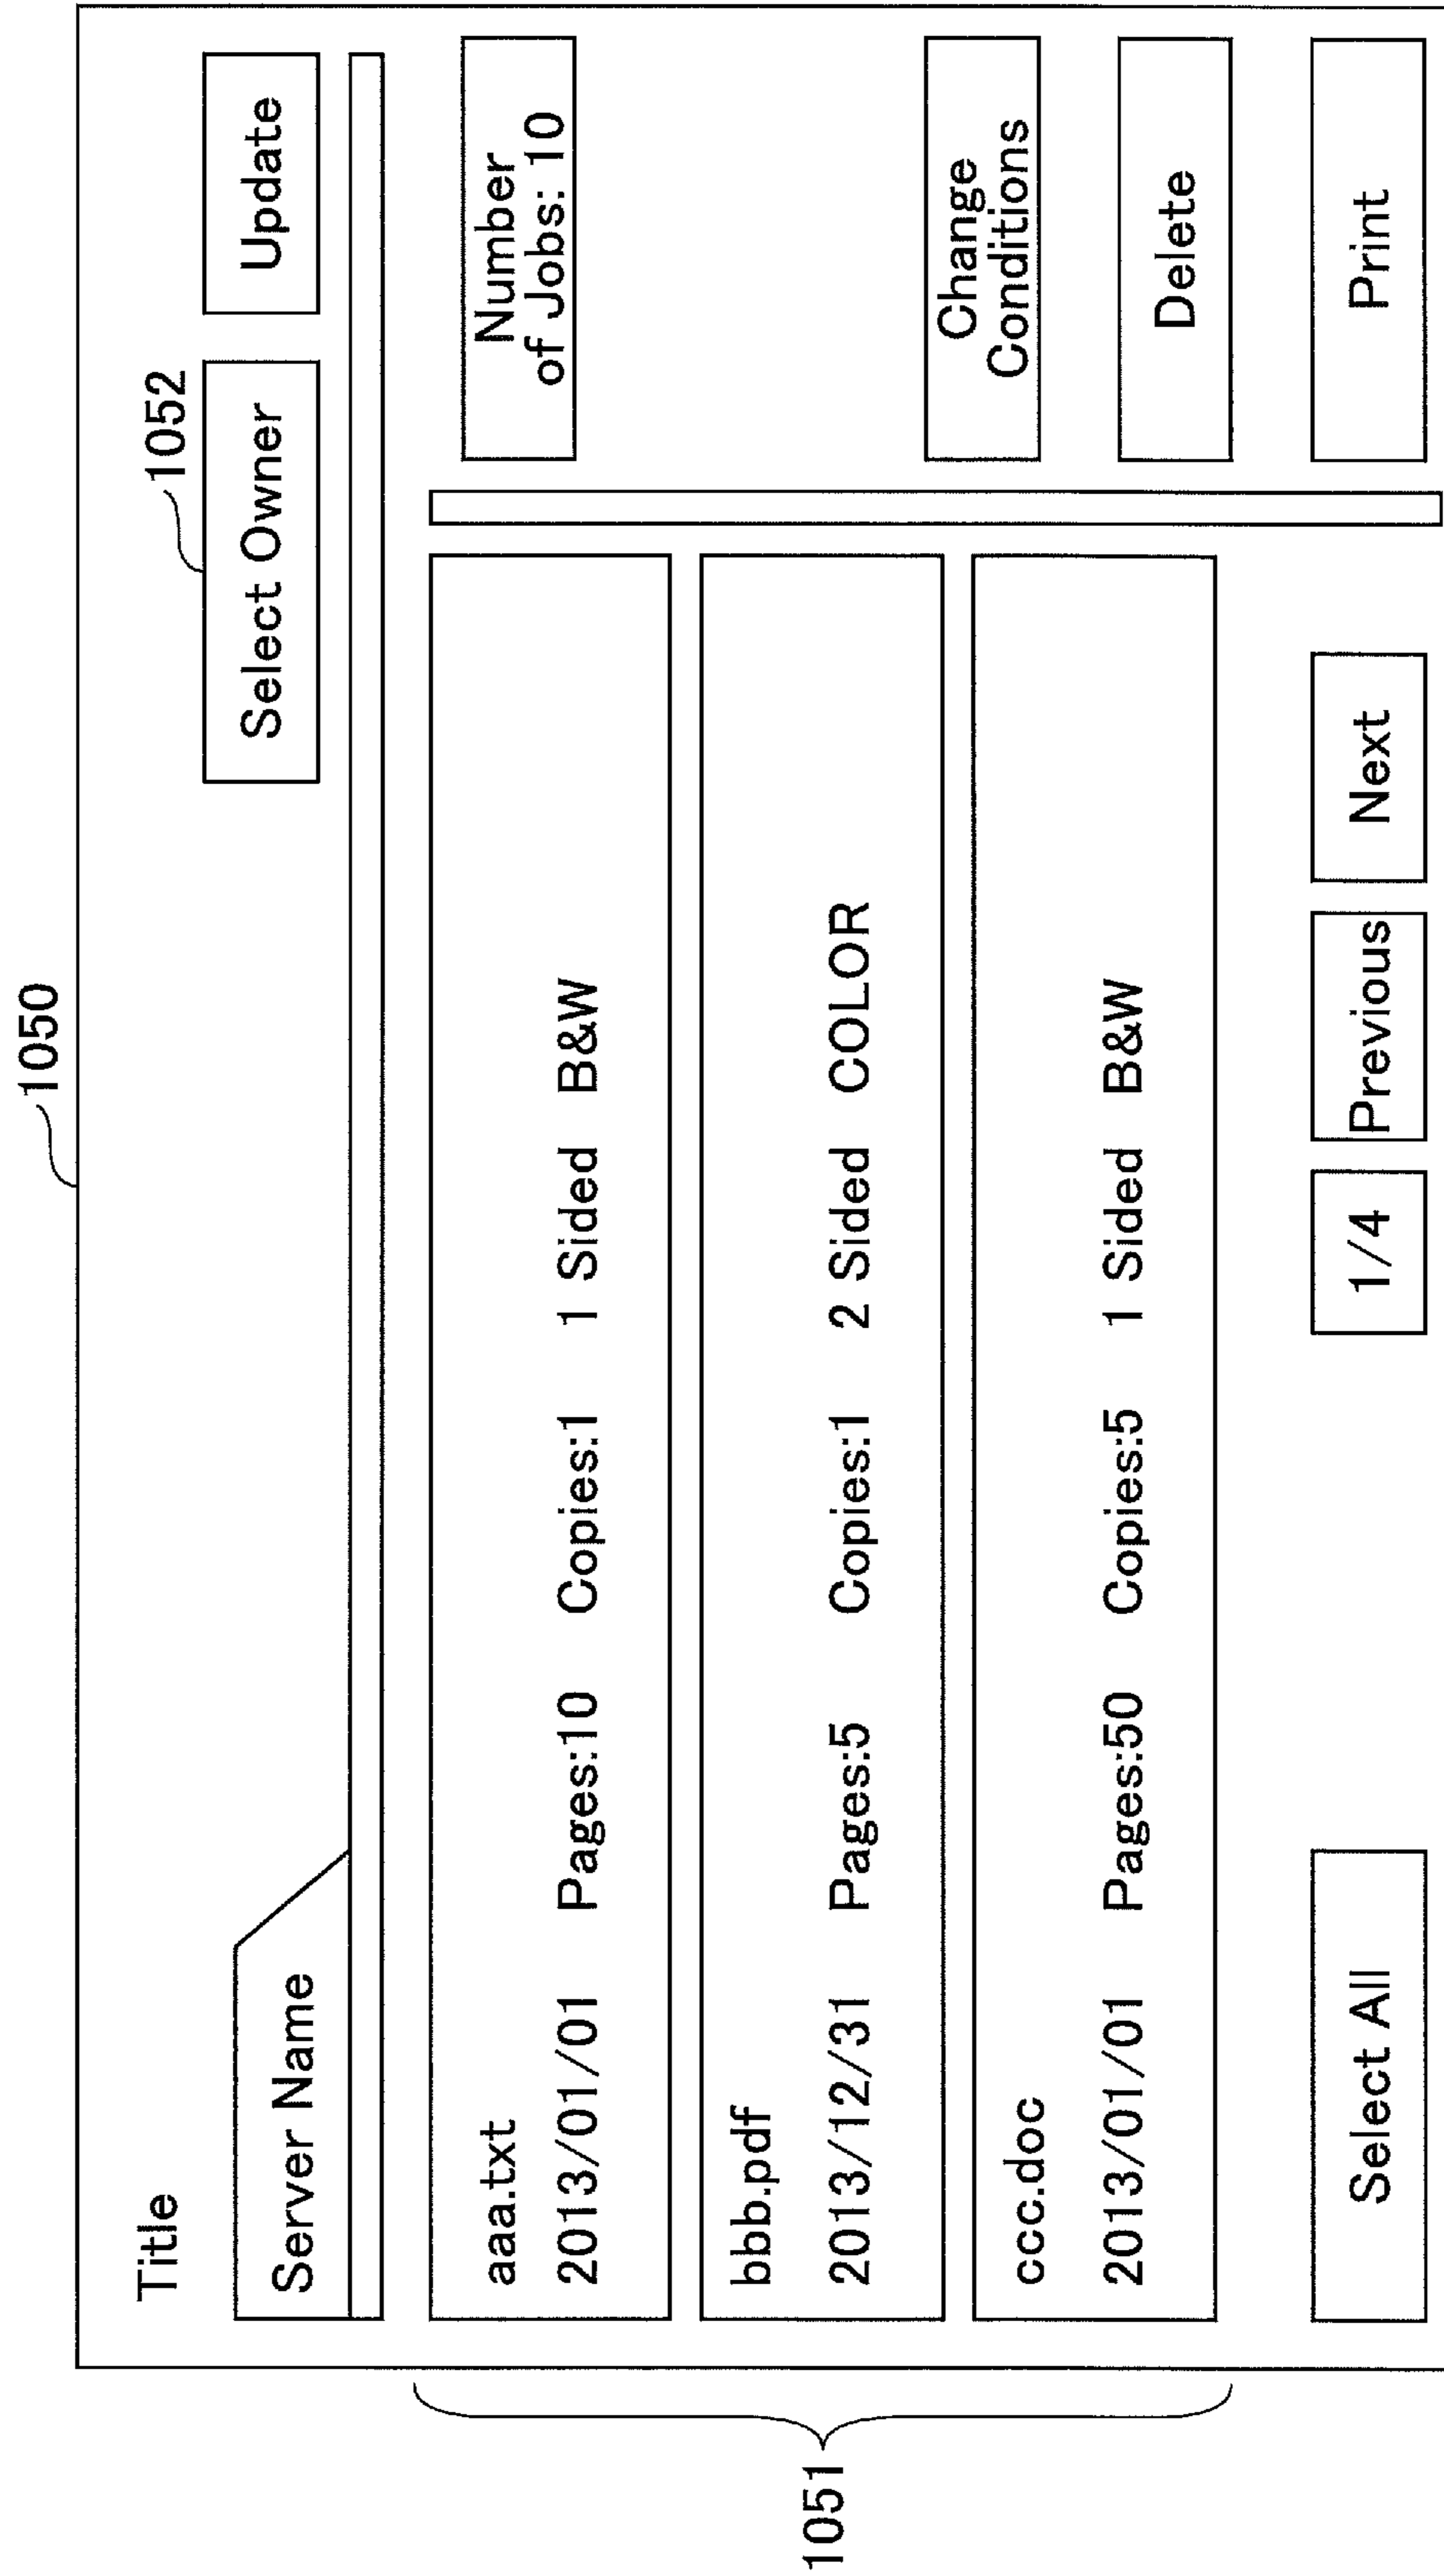 1050
Title
1052
Select Owner
Update
Server Name
aaa.txt
2013/01/01 Pages:10 Copies:1 1 Sided B&W
bbb.pdf
2013/12/31 Pages:5 Copies:1 2 Sided COLOR
ccc.doc
2013/01/01 Pages:50 Copies:5 1 Sided B&W
1051
Number
of Jobs: 10
Change
Conditions
Delete
Select All
1/4
Previous
Next
Print